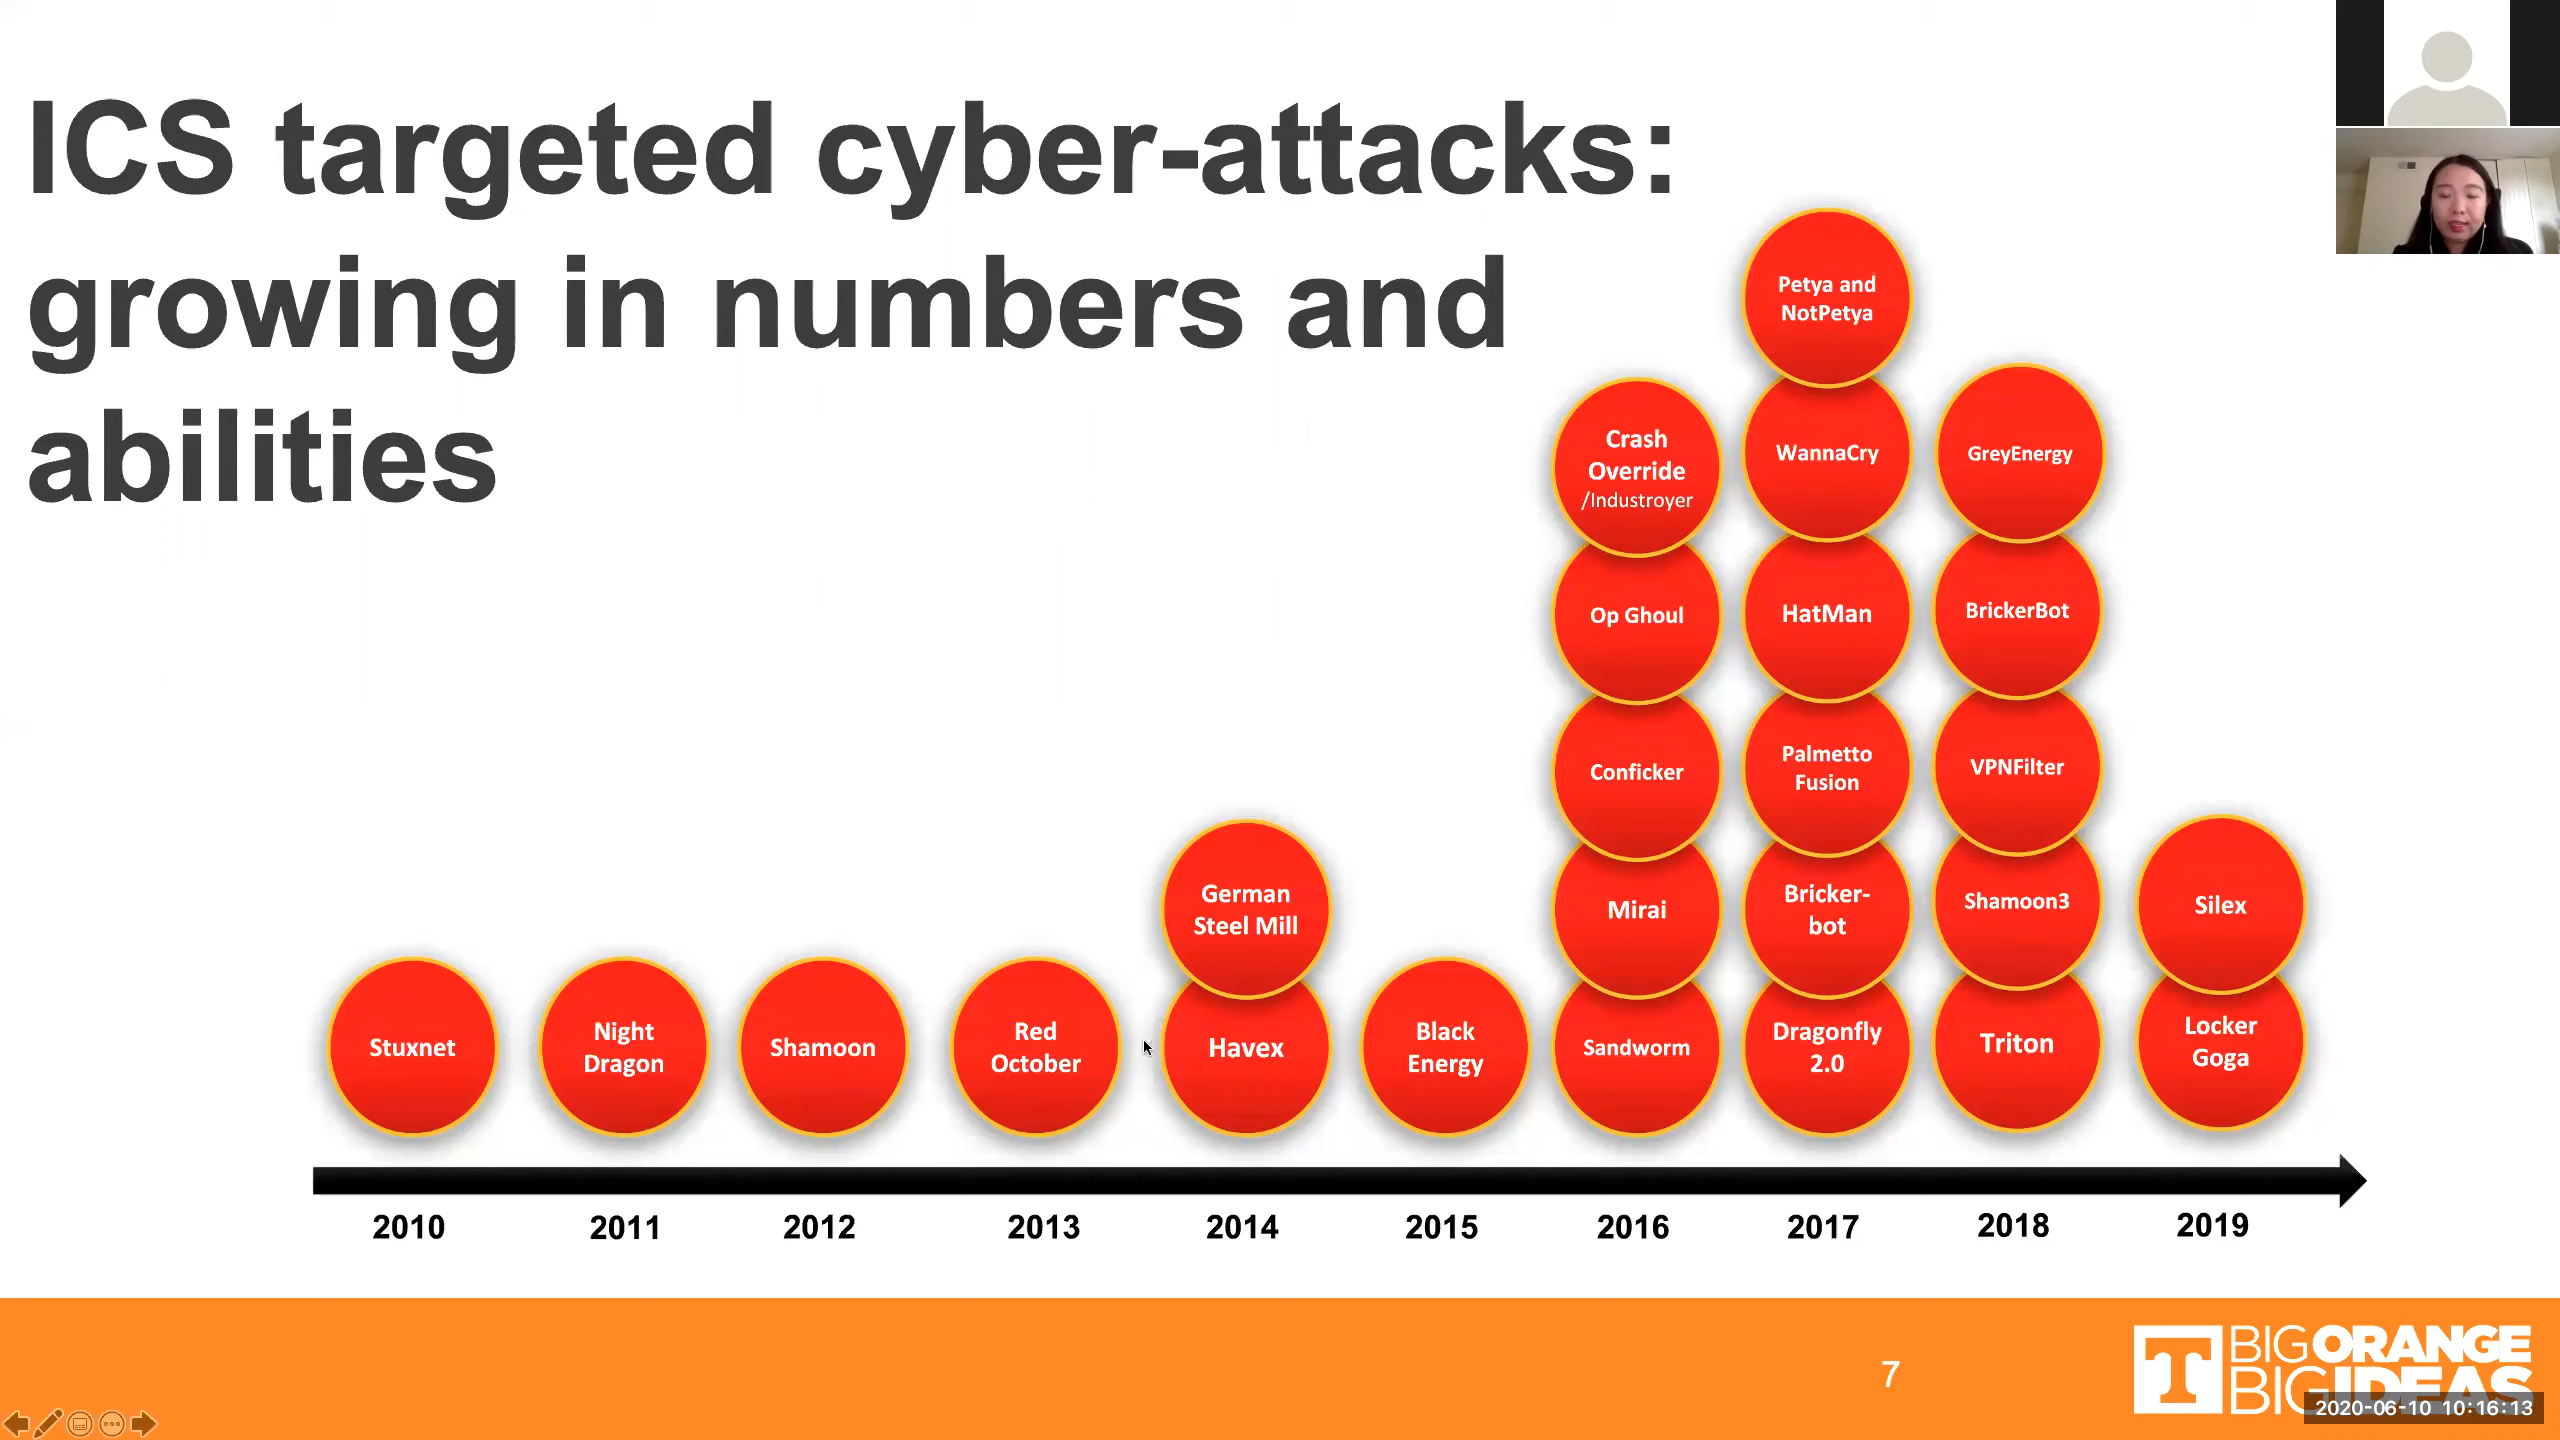 ICS targeted cyber-attacks:
growing in numbers and
abilities
Petya and
NotPetya
Crash
Override
/Industroyer
WannaCry
GreyEnergy
Op Ghoul
HatMan
BrickerBot
Conficker
Palmetto
Fusion
VPNFilter
German
Steel Mill
Mirai
Bricker-
bot
Shamoon3
Silex
Stuxnet
Night
Dragon
Shamoon
Red
October
Havex
Black
Energy
Sandworm
Dragonfly
2.0
Triton
Locker
Goga
2010 2011 2012 2013 2014 2015 2016 2017 2018 2019
7
T
BIG ORANGE
BIG IDEAS
2020-06-10 10:16:13